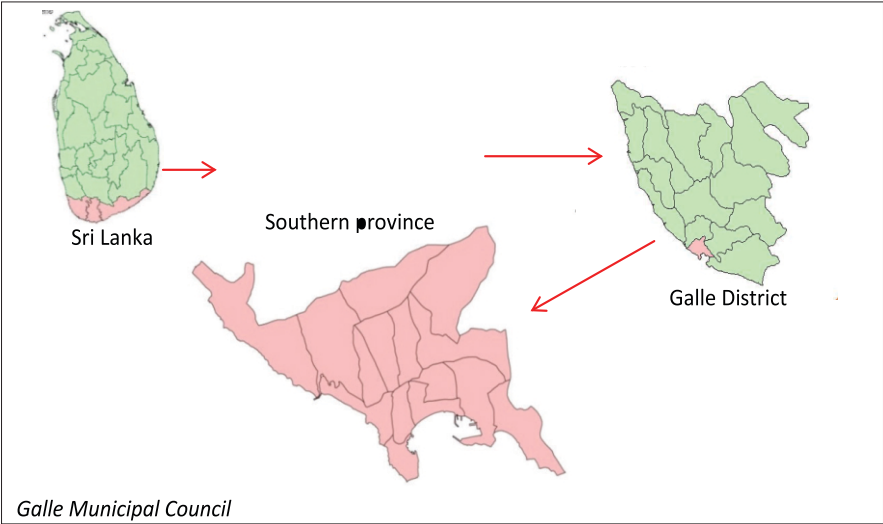 Sri Lanka
Southern province
Galle District
Galle Municipal Council